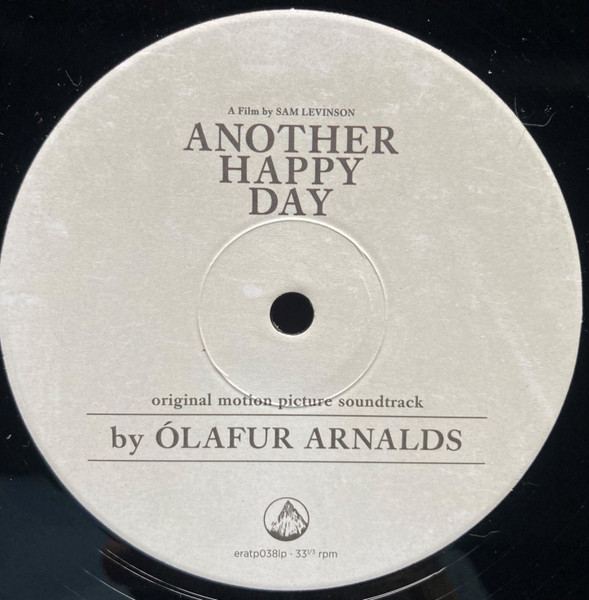 A Film by SAM LEVINSON
ANOTHER
HAPPY
DAY
original motion picture soundtrack
by ÓLAFUR ARNALDS
eratp038lp · 33¹/³ rpm